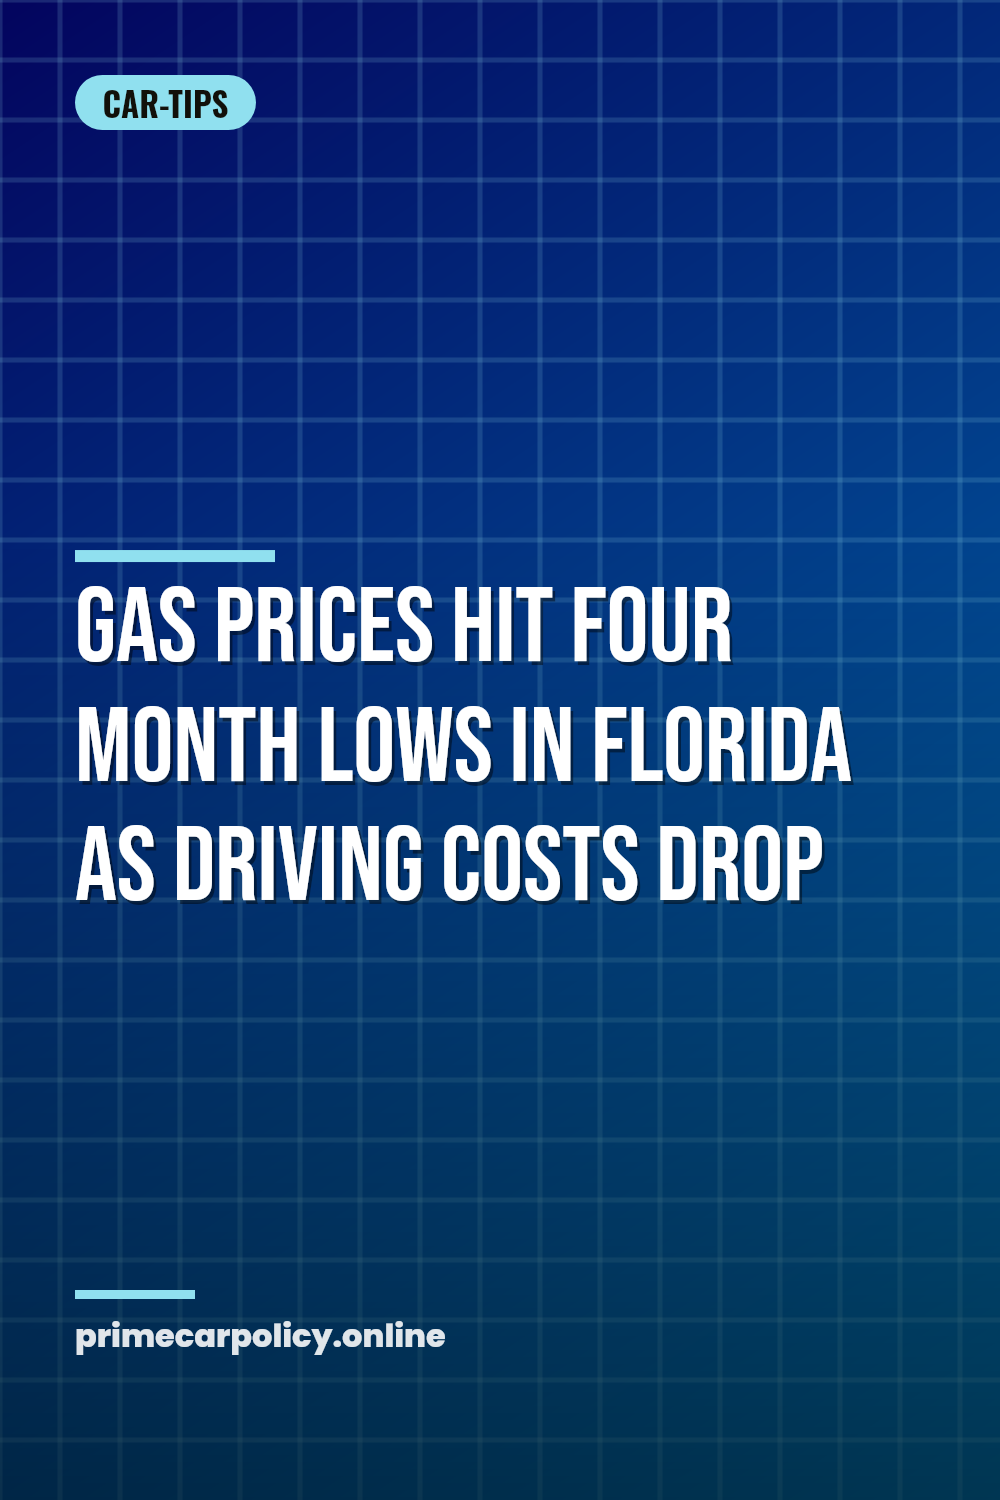 CAR-TIPS
GAS PRICES HIT FOUR
MONTH LOWS IN FLORIDA
AS DRIVING COSTS DROP
primecarpolicy.online